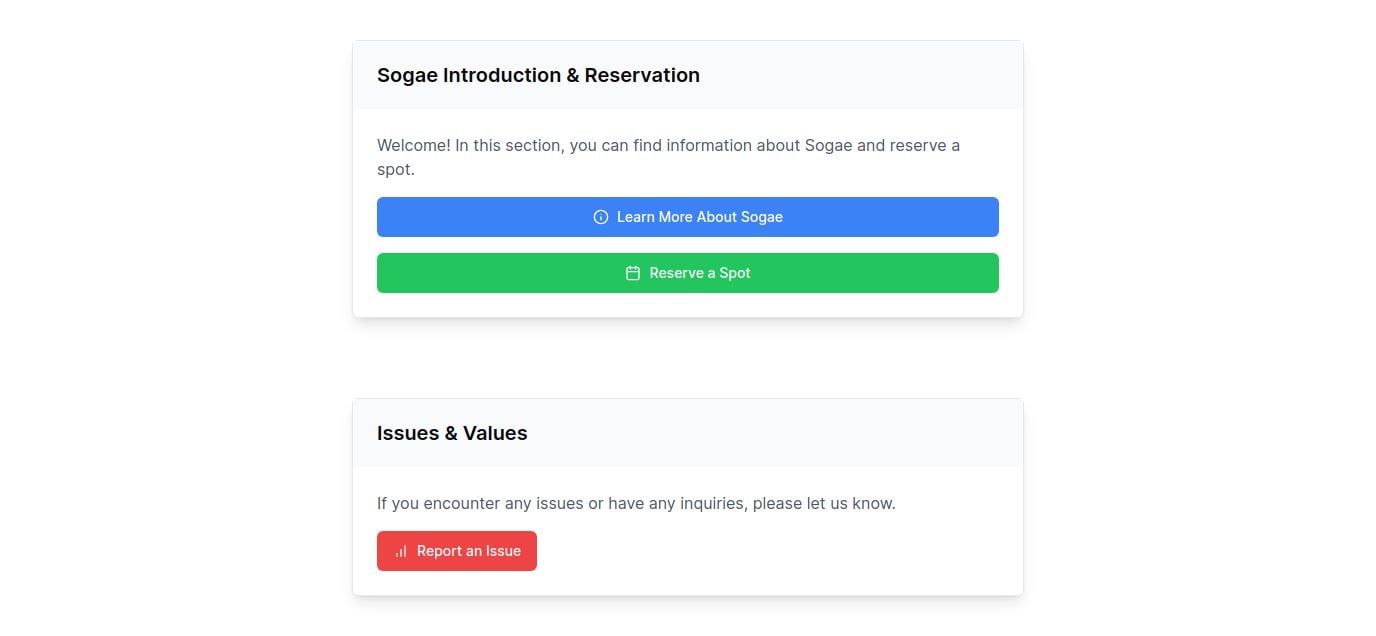 Sogae Introduction & Reservation
Welcome! In this section, you can find information about Sogae and reserve a
spot.
Learn More About Sogae
Reserve a Spot
Issues & Values
If you encounter any issues or have any inquiries, please let us know.
Report an Issue